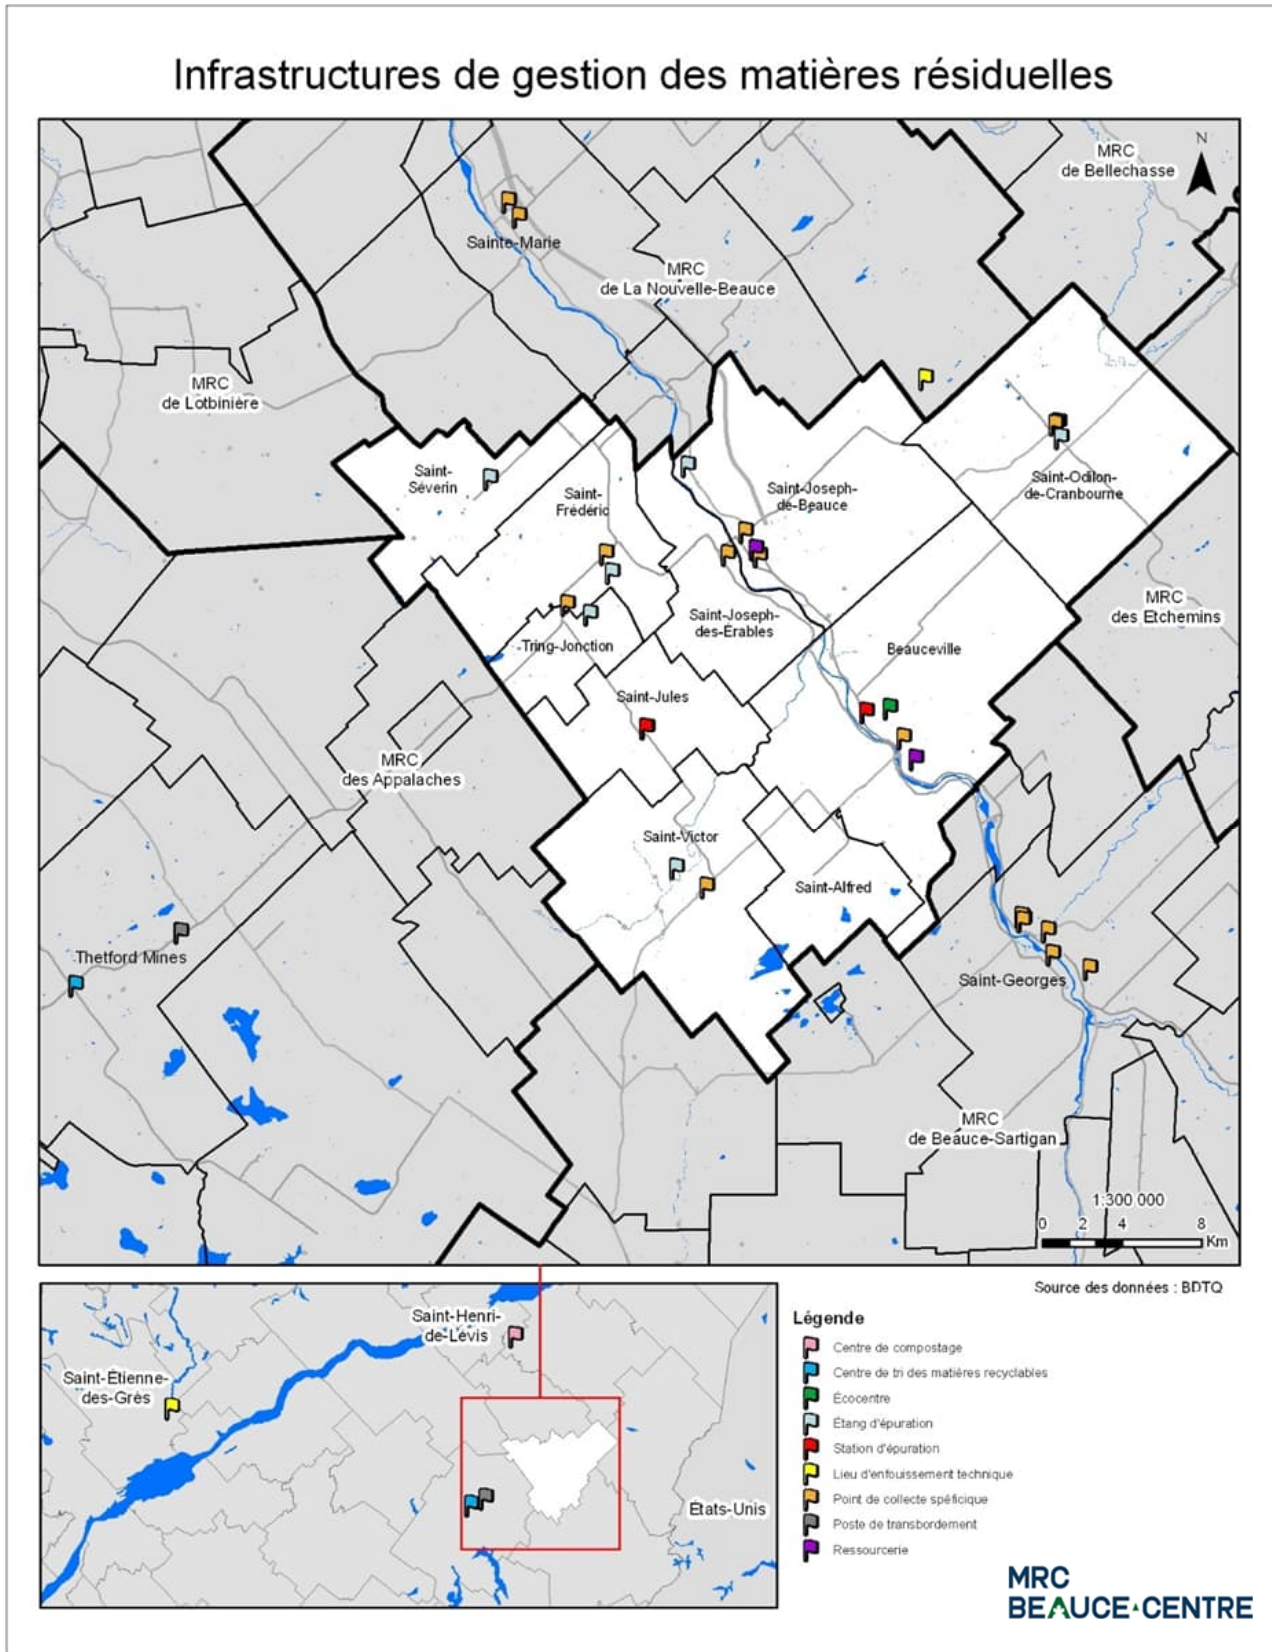 Infrastructures de gestion des matières résiduelles
N
MRC
de Bellechasse
Sainte-Marie
MRC
de La Nouvelle-Beauce
MRC
de Lotbinière
Saint-
Séverin
Saint-
Frédéric
Saint-Joseph-
de-Beauce
Saint-Odilon-
de-Cranbourne
MRC
des Etchemins
Saint-Joseph-
des-Érables
Tring-Jonction
Beauceville
Saint-Jules
MRC
des Appalaches
Saint-Victor
Saint-Alfred
Thetford Mines
Saint-Georges
MRC
de Beauce-Sartigan
1:300 000
0 2 4 8
Km
Source des données : BDTQ
Saint-Henri-
de-Lévis
Saint-Étienne-
des-Grès
États-Unis
Légende
Centre de compostage
Centre de tri des matières recyclables
Écocentre
Étang d'épuration
Station d'épuration
Lieu d'enfouissement technique
Point de collecte spéficique
Poste de transbordement
Ressourcerie
MRC
BEAUCE·CENTRE